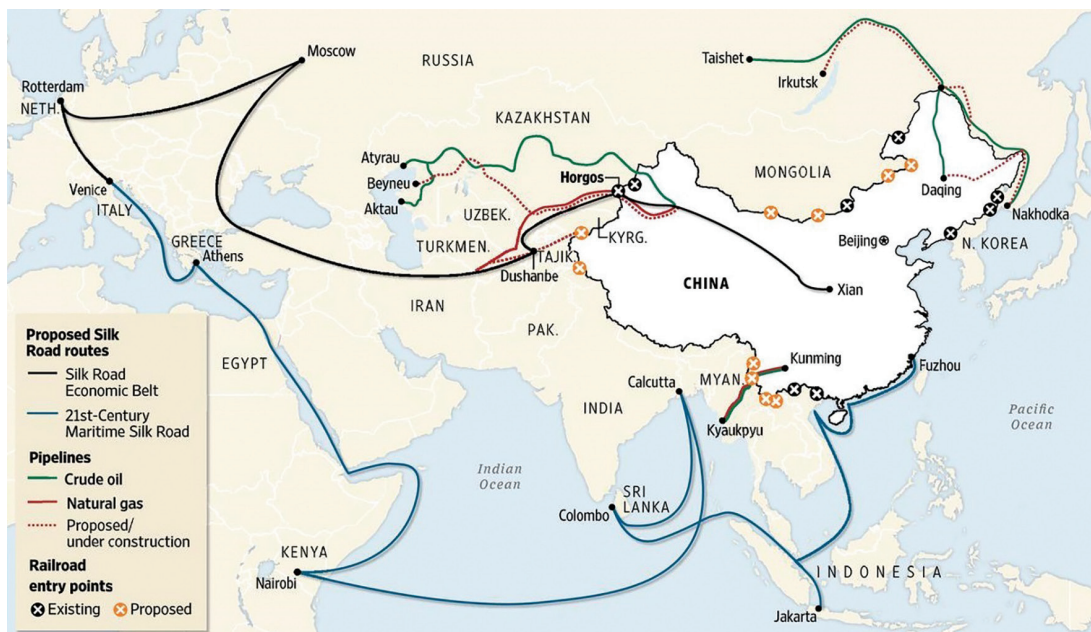 Moscow
RUSSIA
Taishet
Irkutsk
Rotterdam
NETH.
KAZAKHSTAN
Atyrau
Beyneu
Aktau
Horgos
MONGOLIA
Daqing
Nakhodka
Venice
ITALY
UZBEK.
TURKMEN.
KYRG.
TAJIK.
Dushanbe
Beijing
N. KOREA
GREECE
Athens
CHINA
Xian
IRAN
PAK.
EGYPT
Calcutta
MYAN.
Kunming
Fuzhou
INDIA
Kyaukpyu
Pacific
Ocean
Indian
Ocean
SRI
LANKA
Colombo
KENYA
Nairobi
INDONESIA
Jakarta
Proposed Silk
Road routes
Silk Road
Economic Belt
21st-Century
Maritime Silk Road
Pipelines
Crude oil
Natural gas
Proposed/
under construction
Railroad
entry points
Existing
Proposed